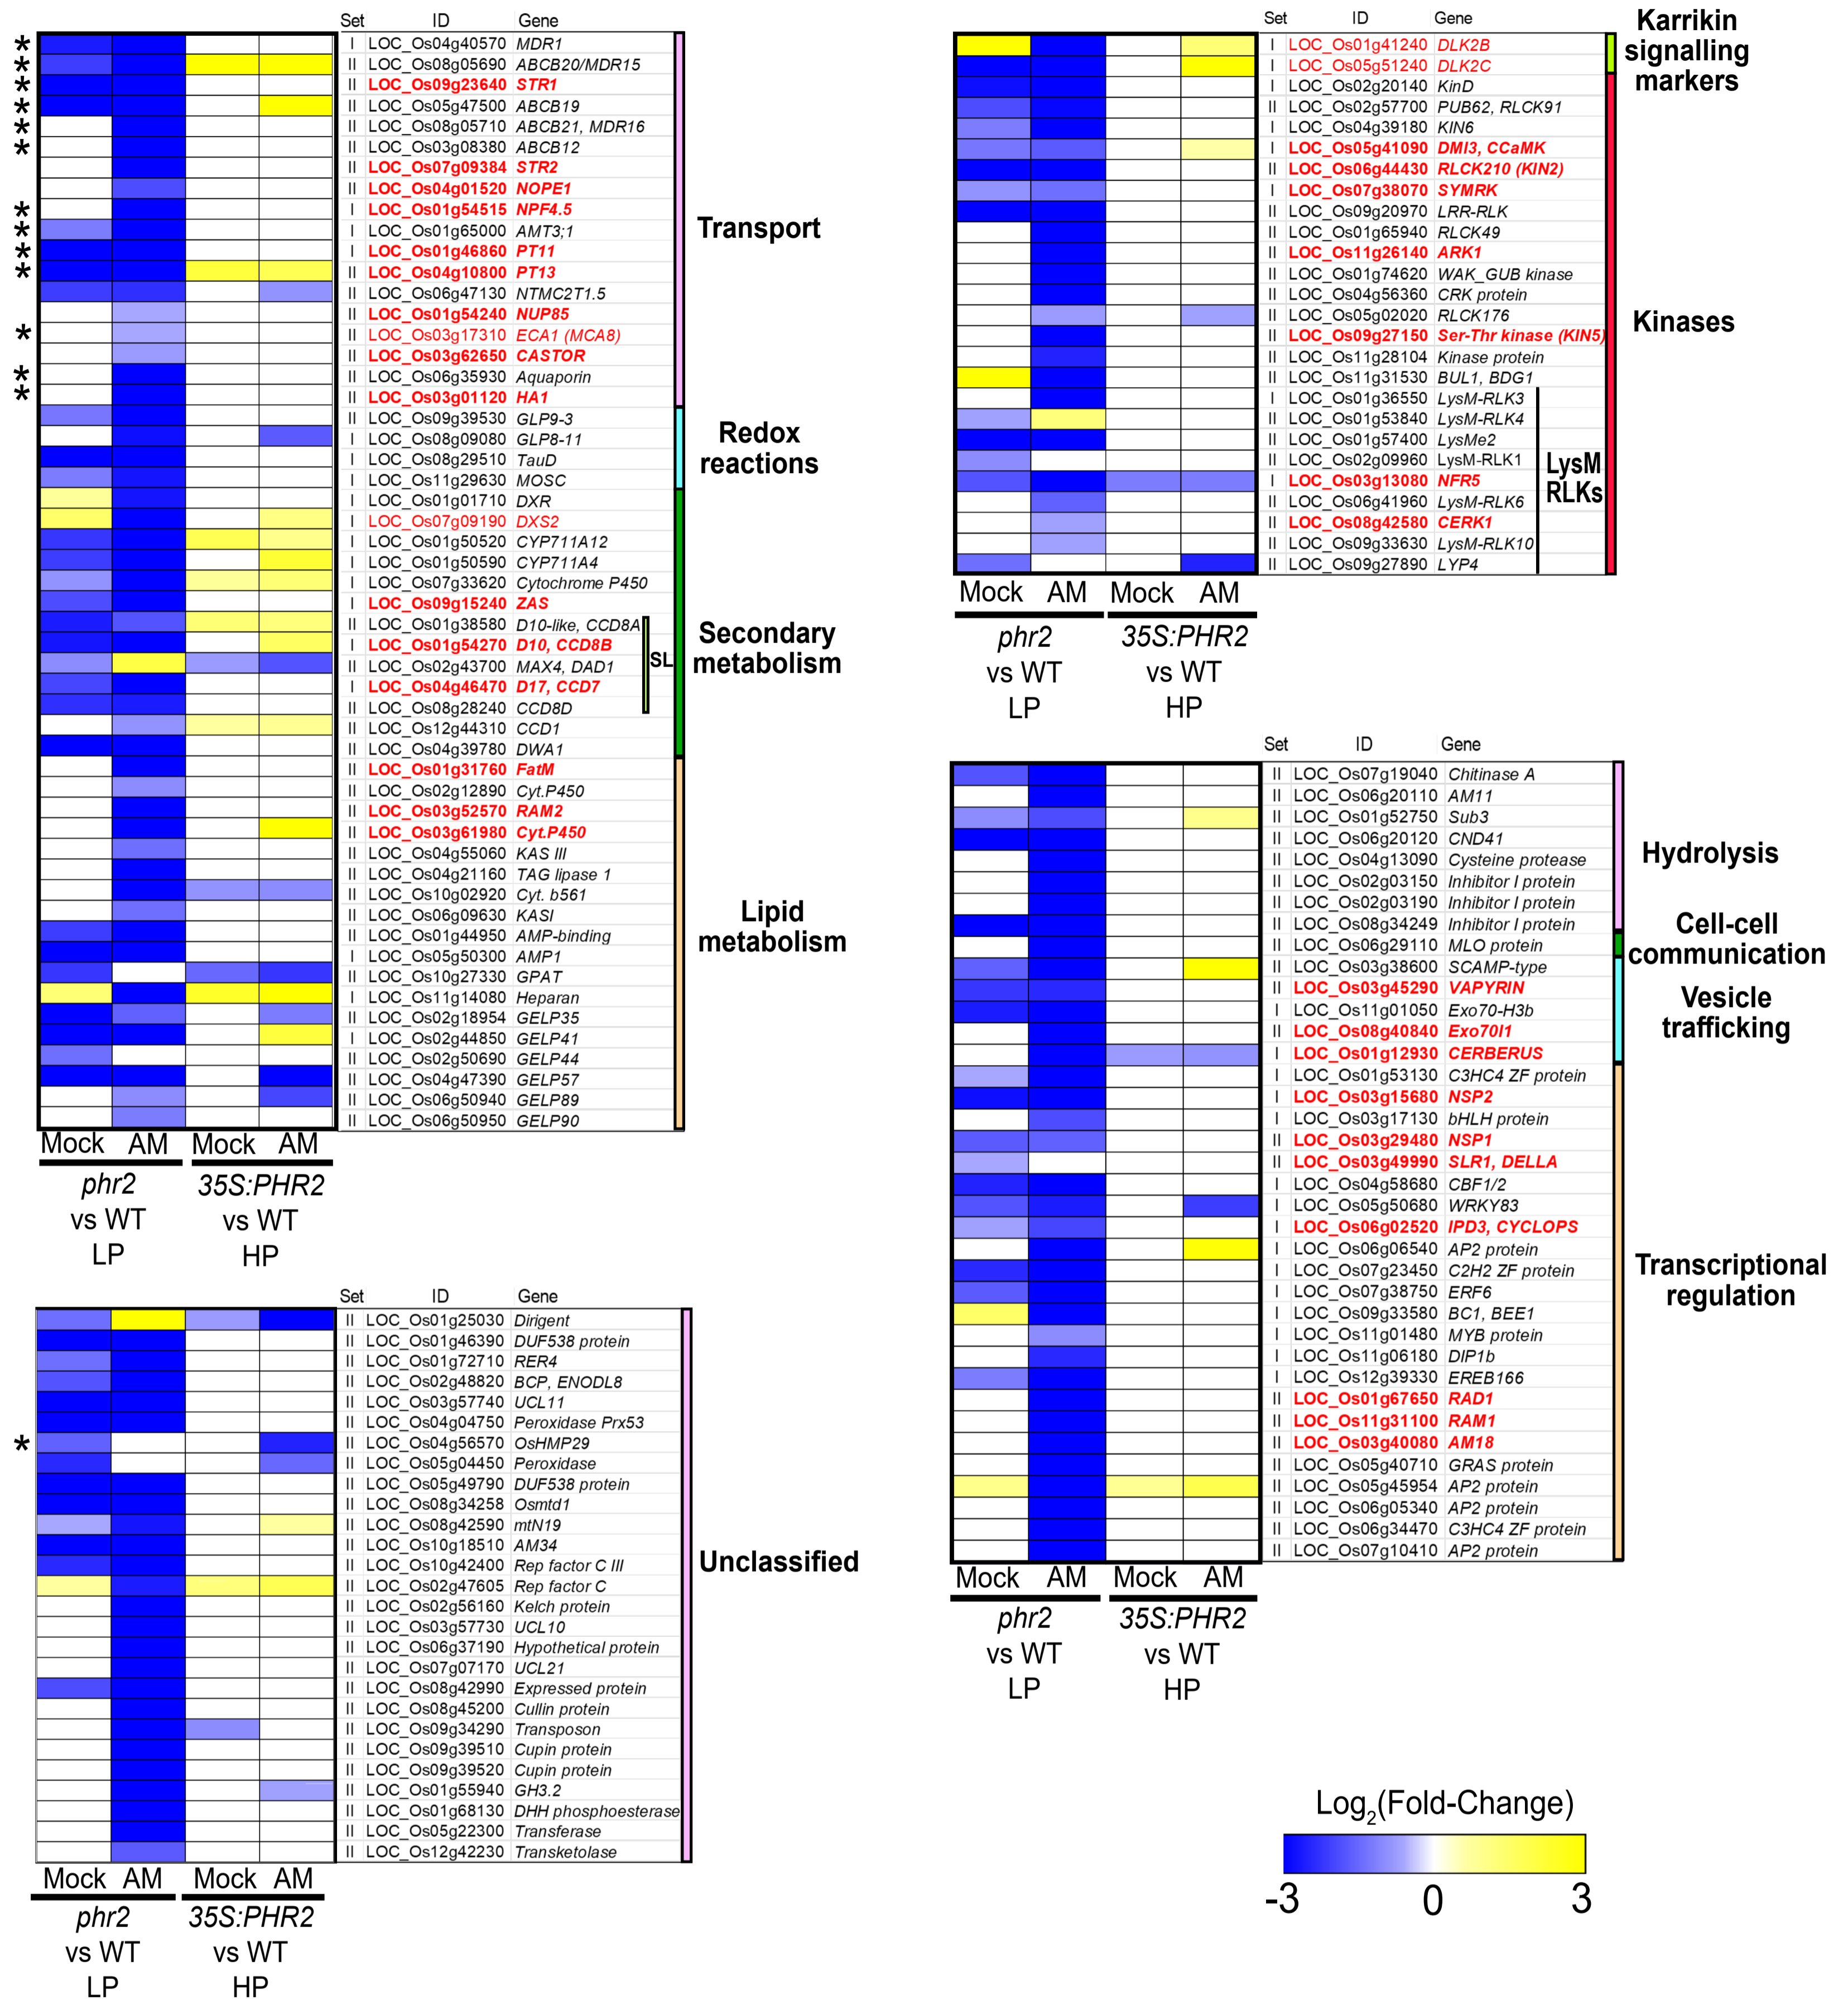 Set ID Gene
* I LOC_Os04g40570 MDR1
* II LOC_Os08g05690 ABCB20/MDR15
* II LOC_Os09g23640 STR1
* II LOC_Os05g47500 ABCB19
* II LOC_Os08g05710 ABCB21, MDR16
* II LOC_Os03g08380 ABCB12
II LOC_Os07g09384 STR2
II LOC_Os04g01520 NOPE1
* I LOC_Os01g54515 NPF4.5
* I LOC_Os01g65000 AMT3;1
* I LOC_Os01g46860 PT11
* II LOC_Os04g10800 PT13
II LOC_Os06g47130 NTMC2T1.5
II LOC_Os01g54240 NUP85
* II LOC_Os03g17310 ECA1 (MCA8)
II LOC_Os03g62650 CASTOR
* II LOC_Os06g35930 Aquaporin
* II LOC_Os03g01120 HA1
Transport
II LOC_Os09g39530 GLP9-3
I LOC_Os08g09080 GLP8-11
I LOC_Os08g29510 TauD
I LOC_Os11g29630 MOSC
Redox
reactions
I LOC_Os01g01710 DXR
I LOC_Os07g09190 DXS2
I LOC_Os01g50520 CYP711A12
I LOC_Os01g50590 CYP711A4
I LOC_Os07g33620 Cytochrome P450
I LOC_Os09g15240 ZAS
II LOC_Os01g38580 D10-like, CCD8A
I LOC_Os01g54270 D10, CCD8B
II LOC_Os02g43700 MAX4, DAD1
I LOC_Os04g46470 D17, CCD7
II LOC_Os08g28240 CCD8D
SL
II LOC_Os12g44310 CCD1
II LOC_Os04g39780 DWA1
Secondary
metabolism
II LOC_Os01g31760 FatM
II LOC_Os02g12890 Cyt.P450
II LOC_Os03g52570 RAM2
II LOC_Os03g61980 Cyt.P450
II LOC_Os04g55060 KAS III
II LOC_Os04g21160 TAG lipase 1
II LOC_Os10g02920 Cyt. b561
II LOC_Os06g09630 KASI
II LOC_Os01g44950 AMP-binding
I LOC_Os05g50300 AMP1
II LOC_Os10g27330 GPAT
I LOC_Os11g14080 Heparan
II LOC_Os02g18954 GELP35
I LOC_Os02g44850 GELP41
II LOC_Os02g50690 GELP44
II LOC_Os04g47390 GELP57
II LOC_Os06g50940 GELP89
II LOC_Os06g50950 GELP90
Lipid
metabolism
Mock AM Mock AM
phr2 35S:PHR2
vs WT vs WT
LP HP
Set ID Gene
II LOC_Os01g25030 Dirigent
II LOC_Os01g46390 DUF538 protein
II LOC_Os01g72710 RER4
II LOC_Os02g48820 BCP, ENODL8
II LOC_Os03g57740 UCL11
II LOC_Os04g04750 Peroxidase Prx53
* II LOC_Os04g56570 OsHMP29
II LOC_Os05g04450 Peroxidase
II LOC_Os05g49790 DUF538 protein
II LOC_Os08g34258 Osmtd1
II LOC_Os08g42590 mtN19
II LOC_Os10g18510 AM34
II LOC_Os10g42400 Rep factor C III
II LOC_Os02g47605 Rep factor C
II LOC_Os02g56160 Kelch protein
II LOC_Os03g57730 UCL10
II LOC_Os06g37190 Hypothetical protein
II LOC_Os07g07170 UCL21
II LOC_Os08g42990 Expressed protein
II LOC_Os08g45200 Cullin protein
II LOC_Os09g34290 Transposon
II LOC_Os09g39510 Cupin protein
II LOC_Os09g39520 Cupin protein
II LOC_Os01g55940 GH3.2
II LOC_Os01g68130 DHH phosphoesterase
II LOC_Os05g22300 Transferase
II LOC_Os12g42230 Transketolase
Unclassified
Mock AM Mock AM
phr2 35S:PHR2
vs WT vs WT
LP HP
Set ID Gene
I LOC_Os01g41240 DLK2B
I LOC_Os05g51240 DLK2C
Karrikin
signalling
markers
I LOC_Os02g20140 KinD
II LOC_Os02g57700 PUB62, RLCK91
I LOC_Os04g39180 KIN6
I LOC_Os05g41090 DMI3, CCaMK
II LOC_Os06g44430 RLCK210 (KIN2)
I LOC_Os07g38070 SYMRK
II LOC_Os09g20970 LRR-RLK
II LOC_Os01g65940 RLCK49
II LOC_Os11g26140 ARK1
II LOC_Os01g74620 WAK_GUB kinase
II LOC_Os04g56360 CRK protein
II LOC_Os05g02020 RLCK176
II LOC_Os09g27150 Ser-Thr kinase (KIN5)
II LOC_Os11g28104 Kinase protein
II LOC_Os11g31530 BUL1, BDG1
I LOC_Os01g36550 LysM-RLK3
II LOC_Os01g53840 LysM-RLK4
II LOC_Os01g57400 LysMe2
II LOC_Os02g09960 LysM-RLK1
I LOC_Os03g13080 NFR5
II LOC_Os06g41960 LysM-RLK6
II LOC_Os08g42580 CERK1
II LOC_Os09g33630 LysM-RLK10
II LOC_Os09g27890 LYP4
LysM
RLKs
Kinases
Mock AM Mock AM
phr2 35S:PHR2
vs WT vs WT
LP HP
Set ID Gene
II LOC_Os07g19040 Chitinase A
II LOC_Os06g20110 AM11
II LOC_Os01g52750 Sub3
II LOC_Os06g20120 CND41
II LOC_Os04g13090 Cysteine protease
II LOC_Os02g03150 Inhibitor I protein
II LOC_Os02g03190 Inhibitor I protein
II LOC_Os08g34249 Inhibitor I protein
Hydrolysis
II LOC_Os06g29110 MLO protein
Cell-cell
communication
II LOC_Os03g38600 SCAMP-type
II LOC_Os03g45290 VAPYRIN
I LOC_Os11g01050 Exo70-H3b
II LOC_Os08g40840 Exo70I1
I LOC_Os01g12930 CERBERUS
Vesicle
trafficking
I LOC_Os01g53130 C3HC4 ZF protein
I LOC_Os03g15680 NSP2
I LOC_Os03g17130 bHLH protein
II LOC_Os03g29480 NSP1
II LOC_Os03g49990 SLR1, DELLA
I LOC_Os04g58680 CBF1/2
I LOC_Os05g50680 WRKY83
I LOC_Os06g02520 IPD3, CYCLOPS
I LOC_Os06g06540 AP2 protein
I LOC_Os07g23450 C2H2 ZF protein
I LOC_Os07g38750 ERF6
I LOC_Os09g33580 BC1, BEE1
I LOC_Os11g01480 MYB protein
I LOC_Os11g06180 DIP1b
I LOC_Os12g39330 EREB166
II LOC_Os01g67650 RAD1
II LOC_Os11g31100 RAM1
II LOC_Os03g40080 AM18
II LOC_Os05g40710 GRAS protein
II LOC_Os05g45954 AP2 protein
II LOC_Os06g05340 AP2 protein
II LOC_Os06g34470 C3HC4 ZF protein
II LOC_Os07g10410 AP2 protein
Transcriptional
regulation
Mock AM Mock AM
phr2 35S:PHR2
vs WT vs WT
LP HP
Log2(Fold-Change)
-3 0 3